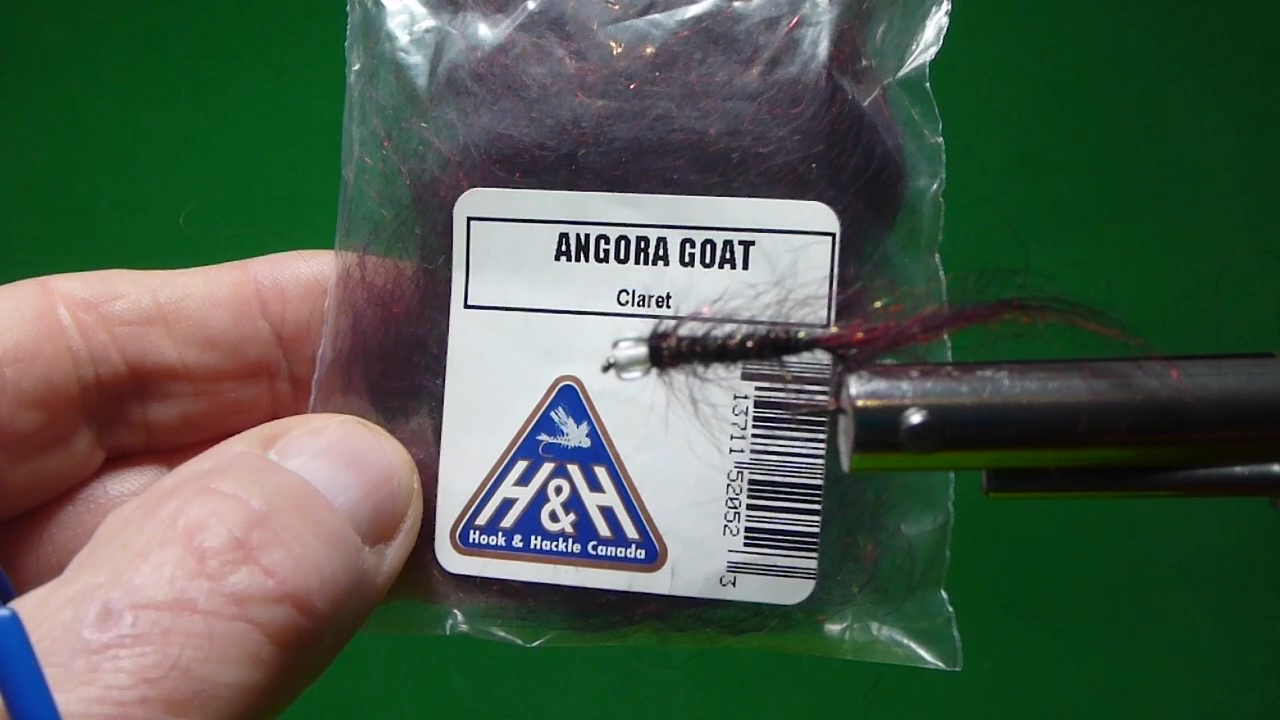 ANGORA GOAT
Claret
H&H
Hook & Hackle Canada
13711 52052 3